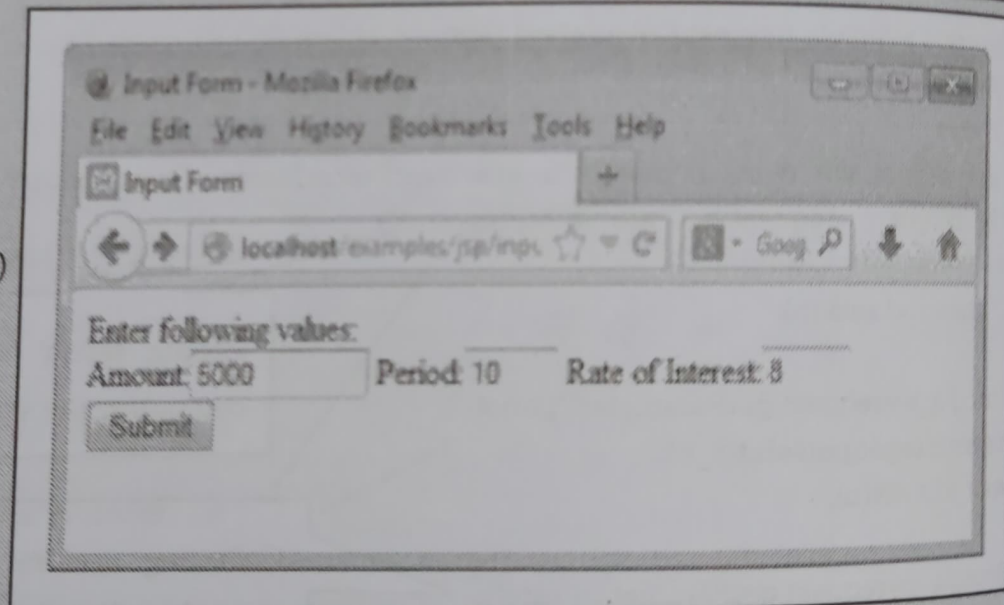 Input Form - Mozilla Firefox
File Edit View History Bookmarks Tools Help
Input Form
localhost/examples/jsp/inpu
Goog
Enter following values:
Amount: 5000 Period: 10 Rate of Interest: 8
Submit